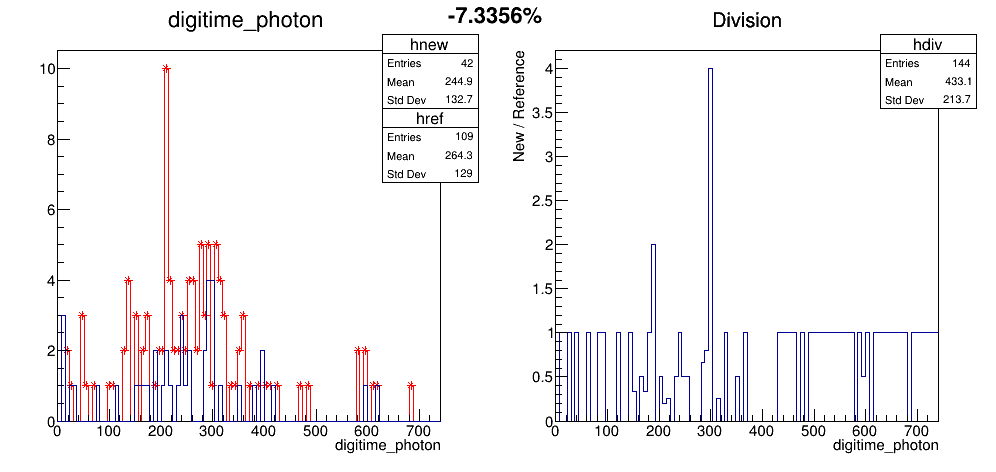 -7.3356%
digitime_photon
hnew
Entries 42
Mean 244.9
Std Dev 132.7
href
Entries 109
Mean 264.3
Std Dev 129
10
8
6
4
2
0
0 100 200 300 400 500 600 700
digitime_photon
Division
hdiv
Entries 144
Mean 433.1
Std Dev 213.7
New / Reference
4
3.5
3
2.5
2
1.5
1
0.5
0
0 100 200 300 400 500 600 700
digitime_photon